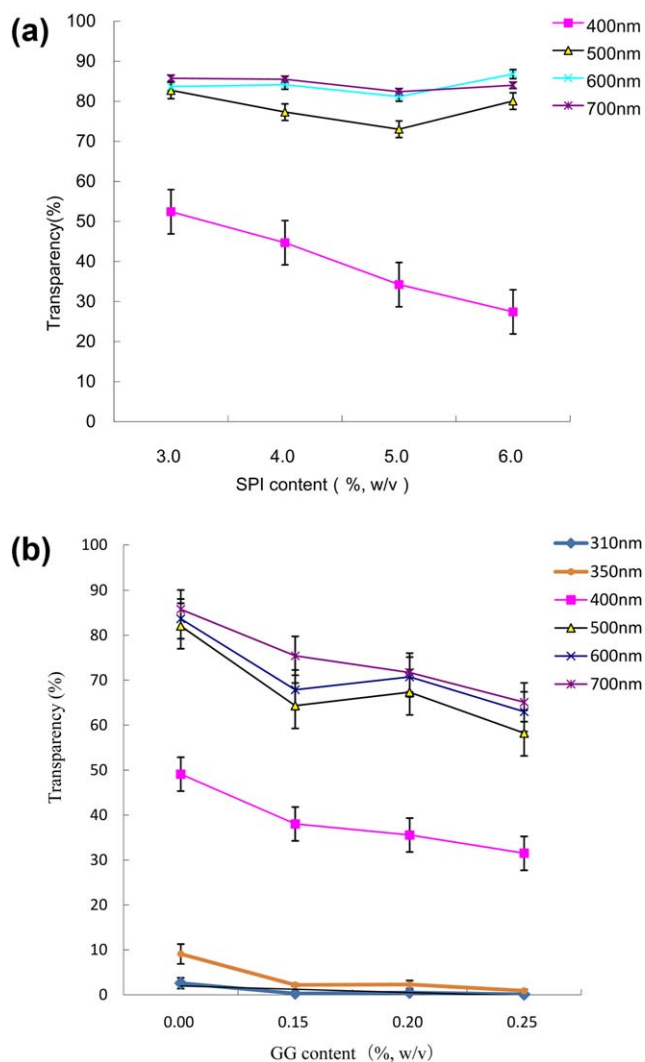 (a)
100
90
80
70
60
50
40
30
20
10
0
Transparency(%)
3.0 4.0 5.0 6.0
SPI content ( %, w/v )
400nm
500nm
600nm
700nm
(b)
100
90
80
70
60
50
40
30
20
10
0
Transparency (%)
0.00 0.15 0.20 0.25
GG content (%, w/v)
310nm
350nm
400nm
500nm
600nm
700nm